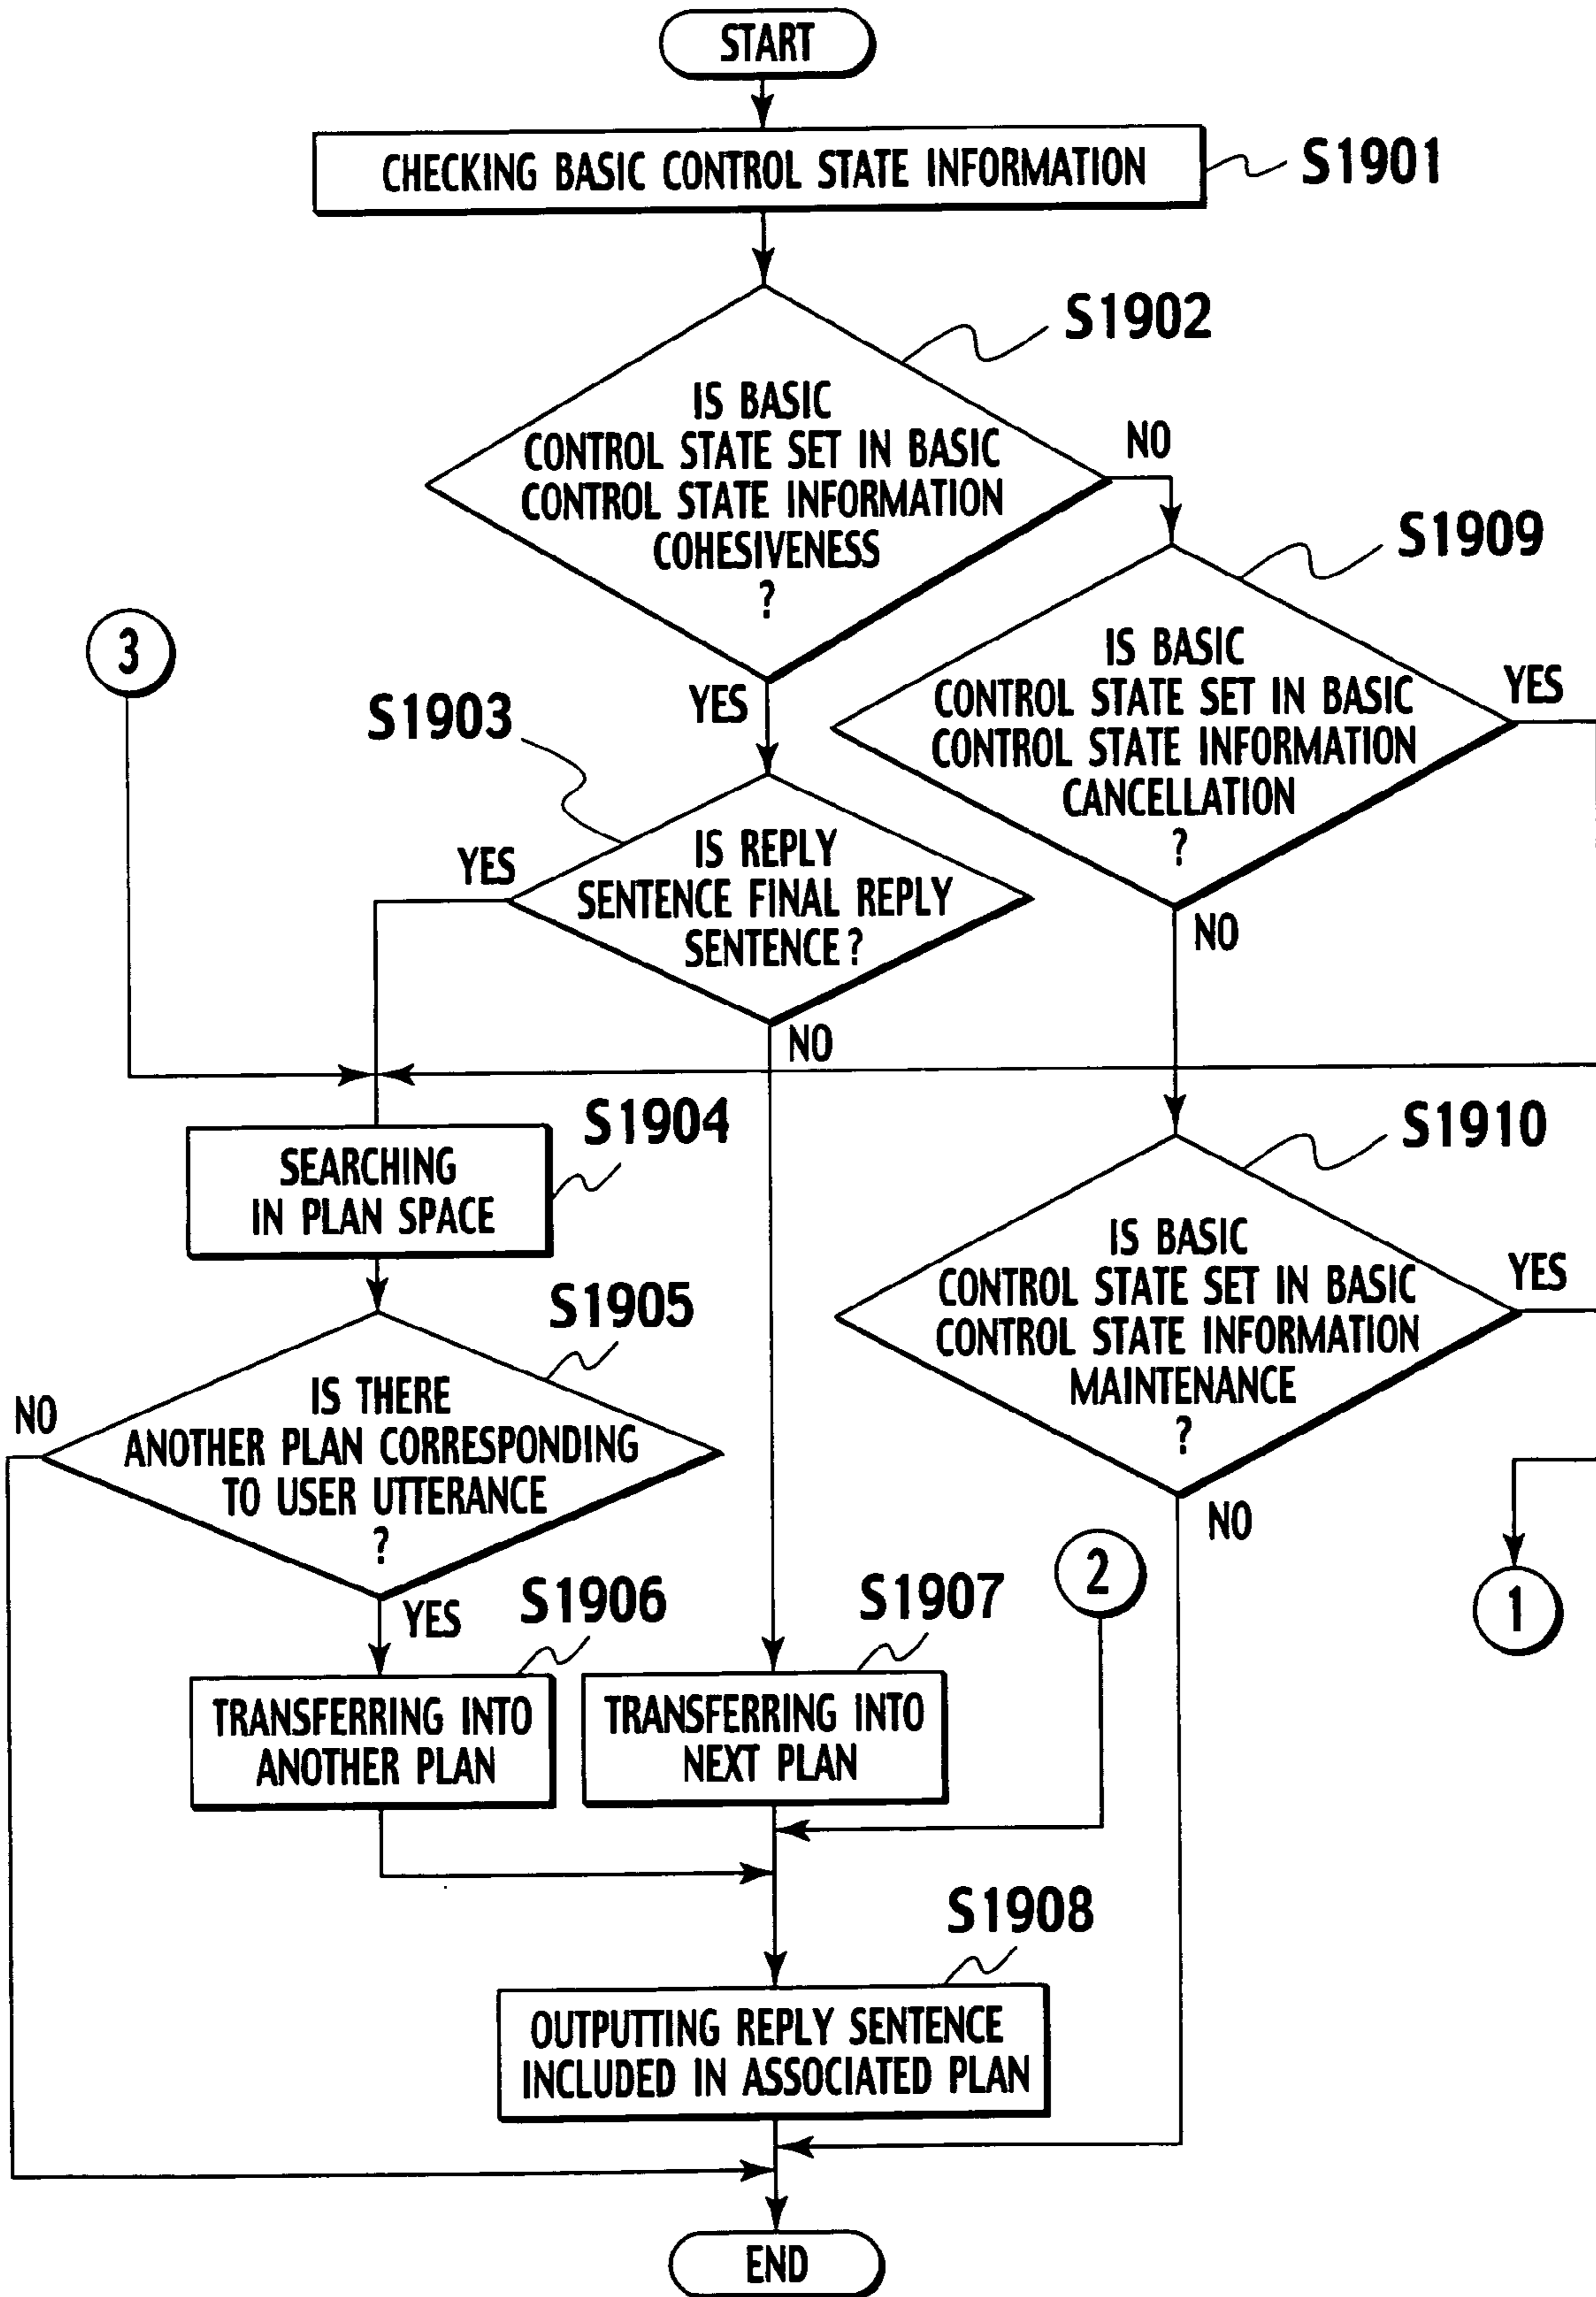 START
CHECKING BASIC CONTROL STATE INFORMATION
S1901
S1902
IS BASIC
CONTROL STATE SET IN BASIC
CONTROL STATE INFORMATION
COHESIVENESS
?
NO
YES
S1909
IS BASIC
CONTROL STATE SET IN BASIC
CONTROL STATE INFORMATION
CANCELLATION
?
YES
NO
3
S1903
IS REPLY
SENTENCE FINAL REPLY
SENTENCE?
YES
NO
S1904
SEARCHING
IN PLAN SPACE
S1910
IS BASIC
CONTROL STATE SET IN BASIC
CONTROL STATE INFORMATION
MAINTENANCE
?
YES
NO
1
S1905
IS THERE
ANOTHER PLAN CORRESPONDING
TO USER UTTERANCE
?
NO
YES
2
S1906
TRANSFERRING INTO
ANOTHER PLAN
S1907
TRANSFERRING INTO
NEXT PLAN
S1908
OUTPUTTING REPLY SENTENCE
INCLUDED IN ASSOCIATED PLAN
END